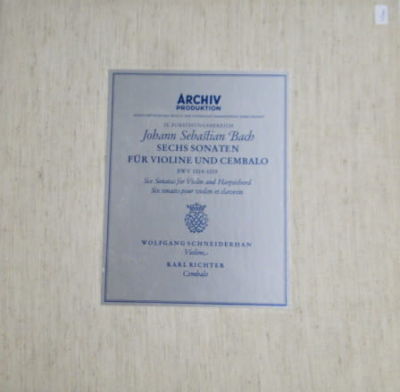 ARCHIV
PRODUKTION
IX. FORSCHUNGSBEREICH
Johann Sebastian Bach
SECHS SONATEN
FÜR VIOLINE UND CEMBALO
BWV 1014-1019
Six Sonatas for Violin and Harpsichord
Six sonates pour violon et clavecin
WOLFGANG SCHNEIDERHAN
Violine
KARL RICHTER
Cembalo